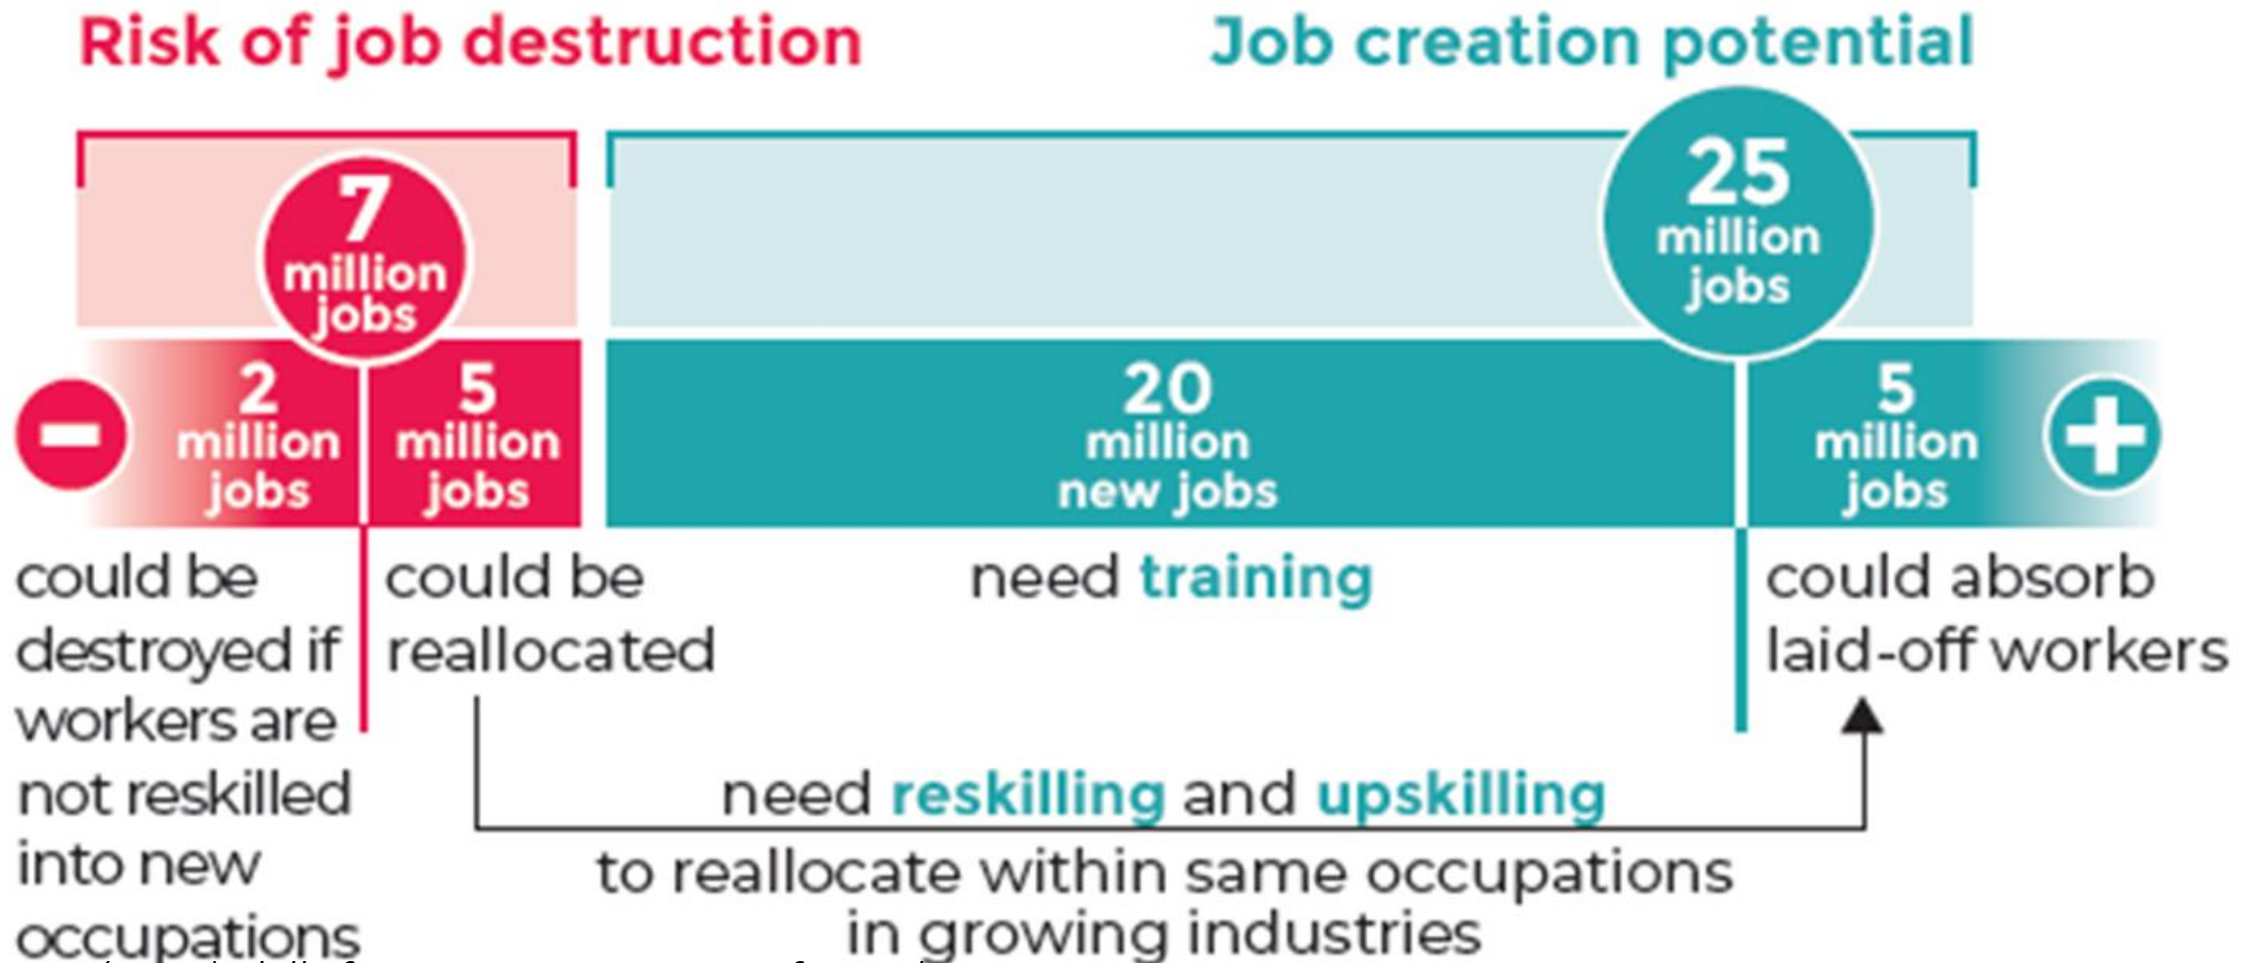 Risk of job destruction
Job creation potential
7
million
jobs
25
million
jobs
2
million
jobs
5
million
jobs
20
million
new jobs
5
million
jobs
could be
destroyed if
workers are
not reskilled
into new
occupations
could be
reallocated
need training
could absorb
laid-off workers
need reskilling and upskilling
to reallocate within same occupations
in growing industries